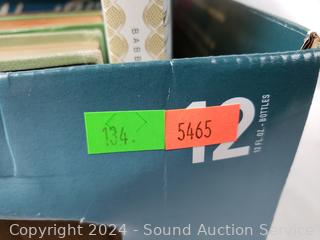 BABB
134.
5465
12
12 FL. OZ. BOTTLES
Copyright 2024 - Sound Auction Service